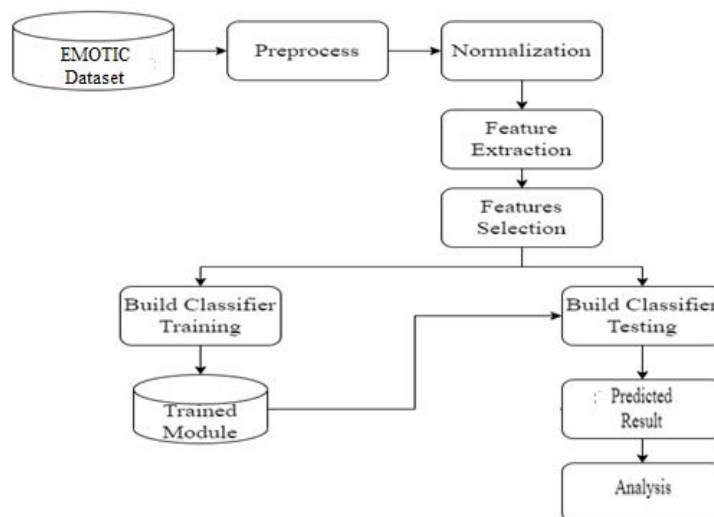 EMOTIC
Dataset
Preprocess
Normalization
Feature
Extraction
Features
Selection
Build Classifier
Training
Build Classifier
Testing
Trained
Module
Predicted
Result
Analysis